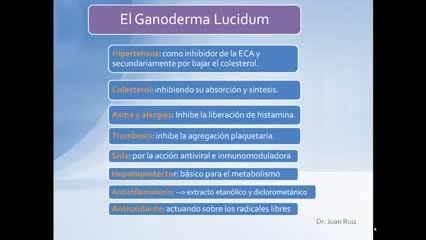 El Ganoderma Lucidum
Hipertensos: como inhibidor de la ECA y
secundariamente por bajar el colesterol.
Colesterol: inhibiendo su absorción y síntesis.
Asma y alergias: Inhibe la liberación de histamina.
Trombosis: inhibe la agregación plaquetaria.
Sida: por la acción antiviral e inmunomoduladora
Hepatoprotector: básico para el metabolismo
Antiinflamatorio: --> extracto etanólico y diclorometánico
Antioxidante: actuando sobre los radicales libres
Dr. Juan Ruiz